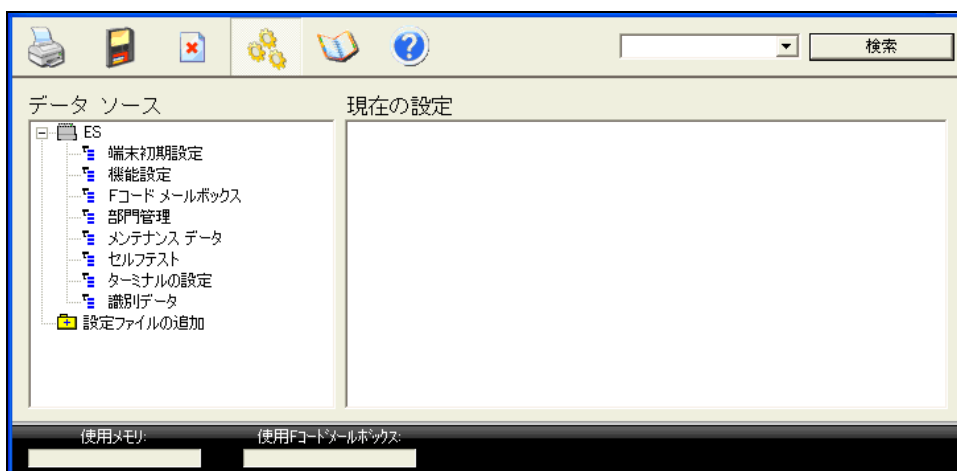 検索
データ ソース
現在の設定
ES
端末初期設定
機能設定
Fコード メールボックス
部門管理
メンテナンス データ
セルフテスト
ターミナルの設定
識別データ
設定ファイルの追加
使用メモリ:
使用Fコードメールボックス: